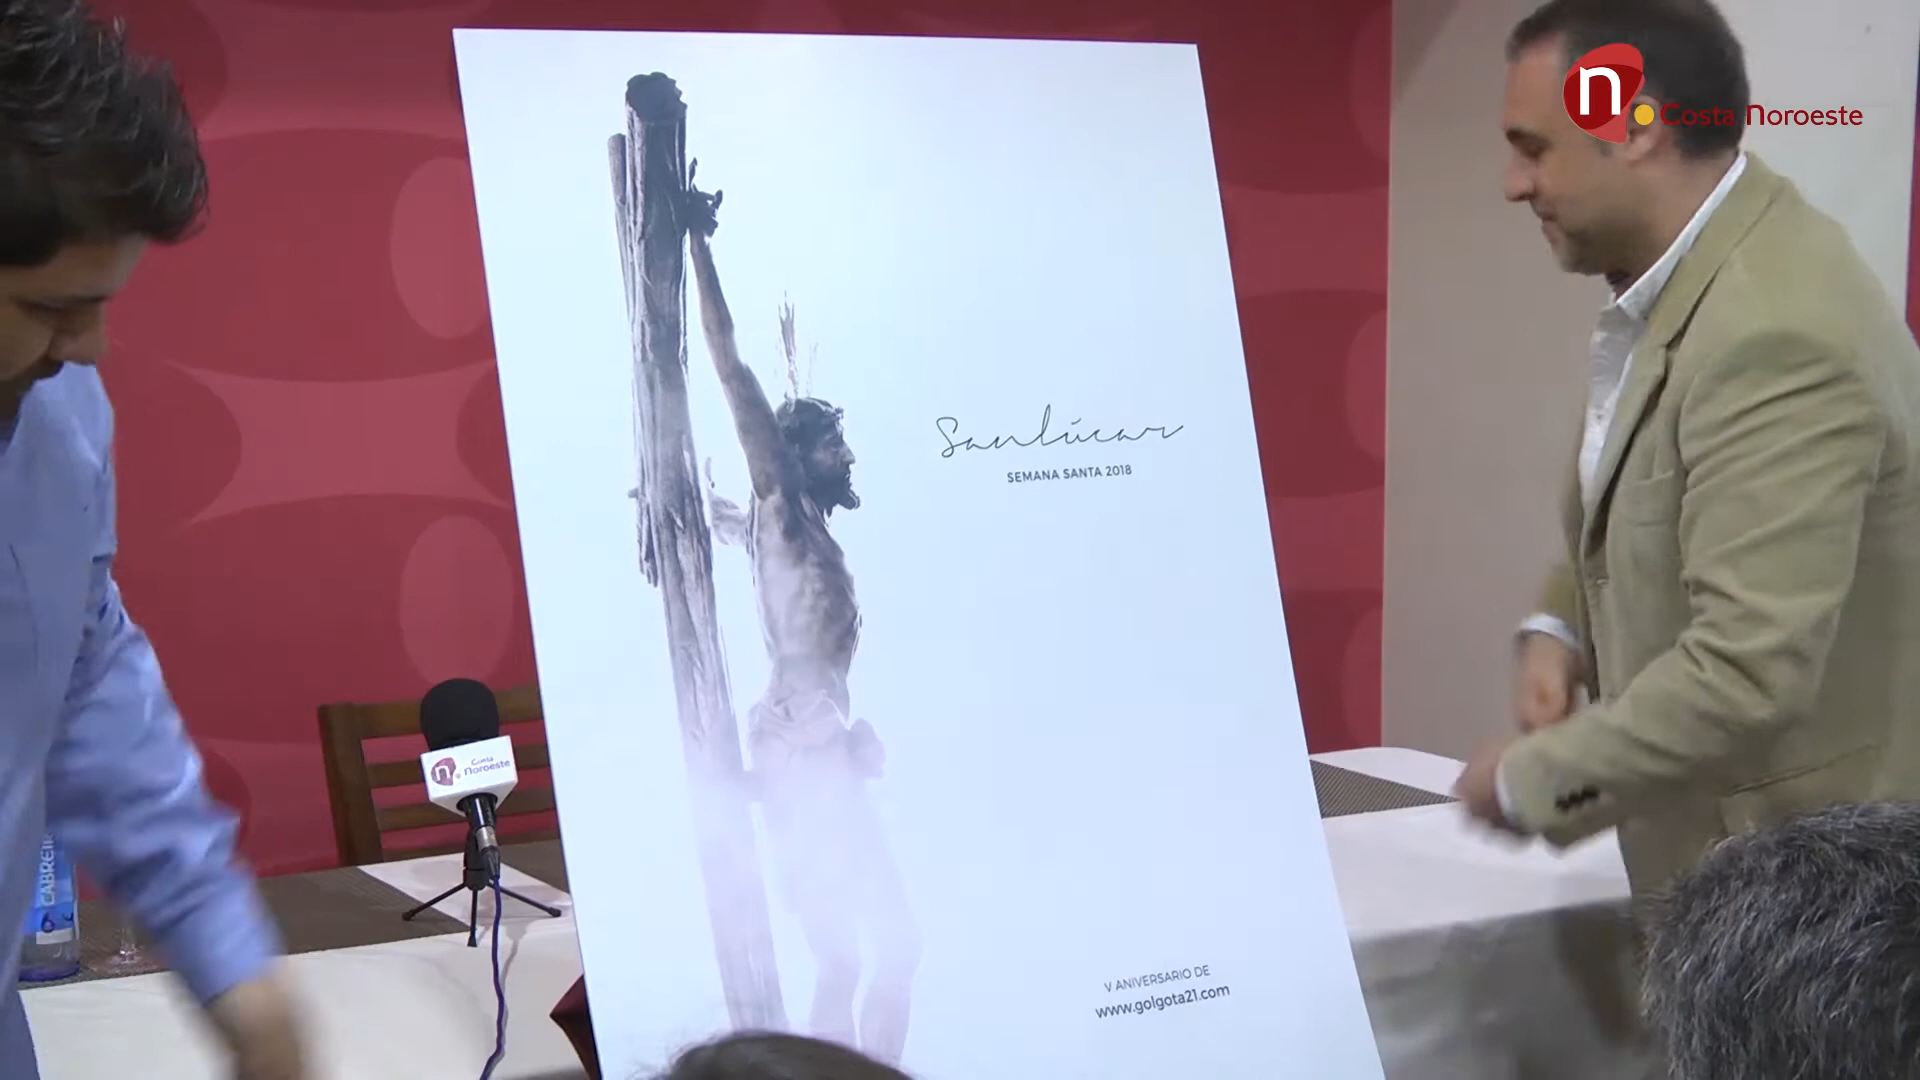 n. Costa Noroeste
Sanlúcar
SEMANA SANTA 2018
n. Costa
Noroeste
CABREIR
V ANIVERSARIO DE
www.golgota21.com